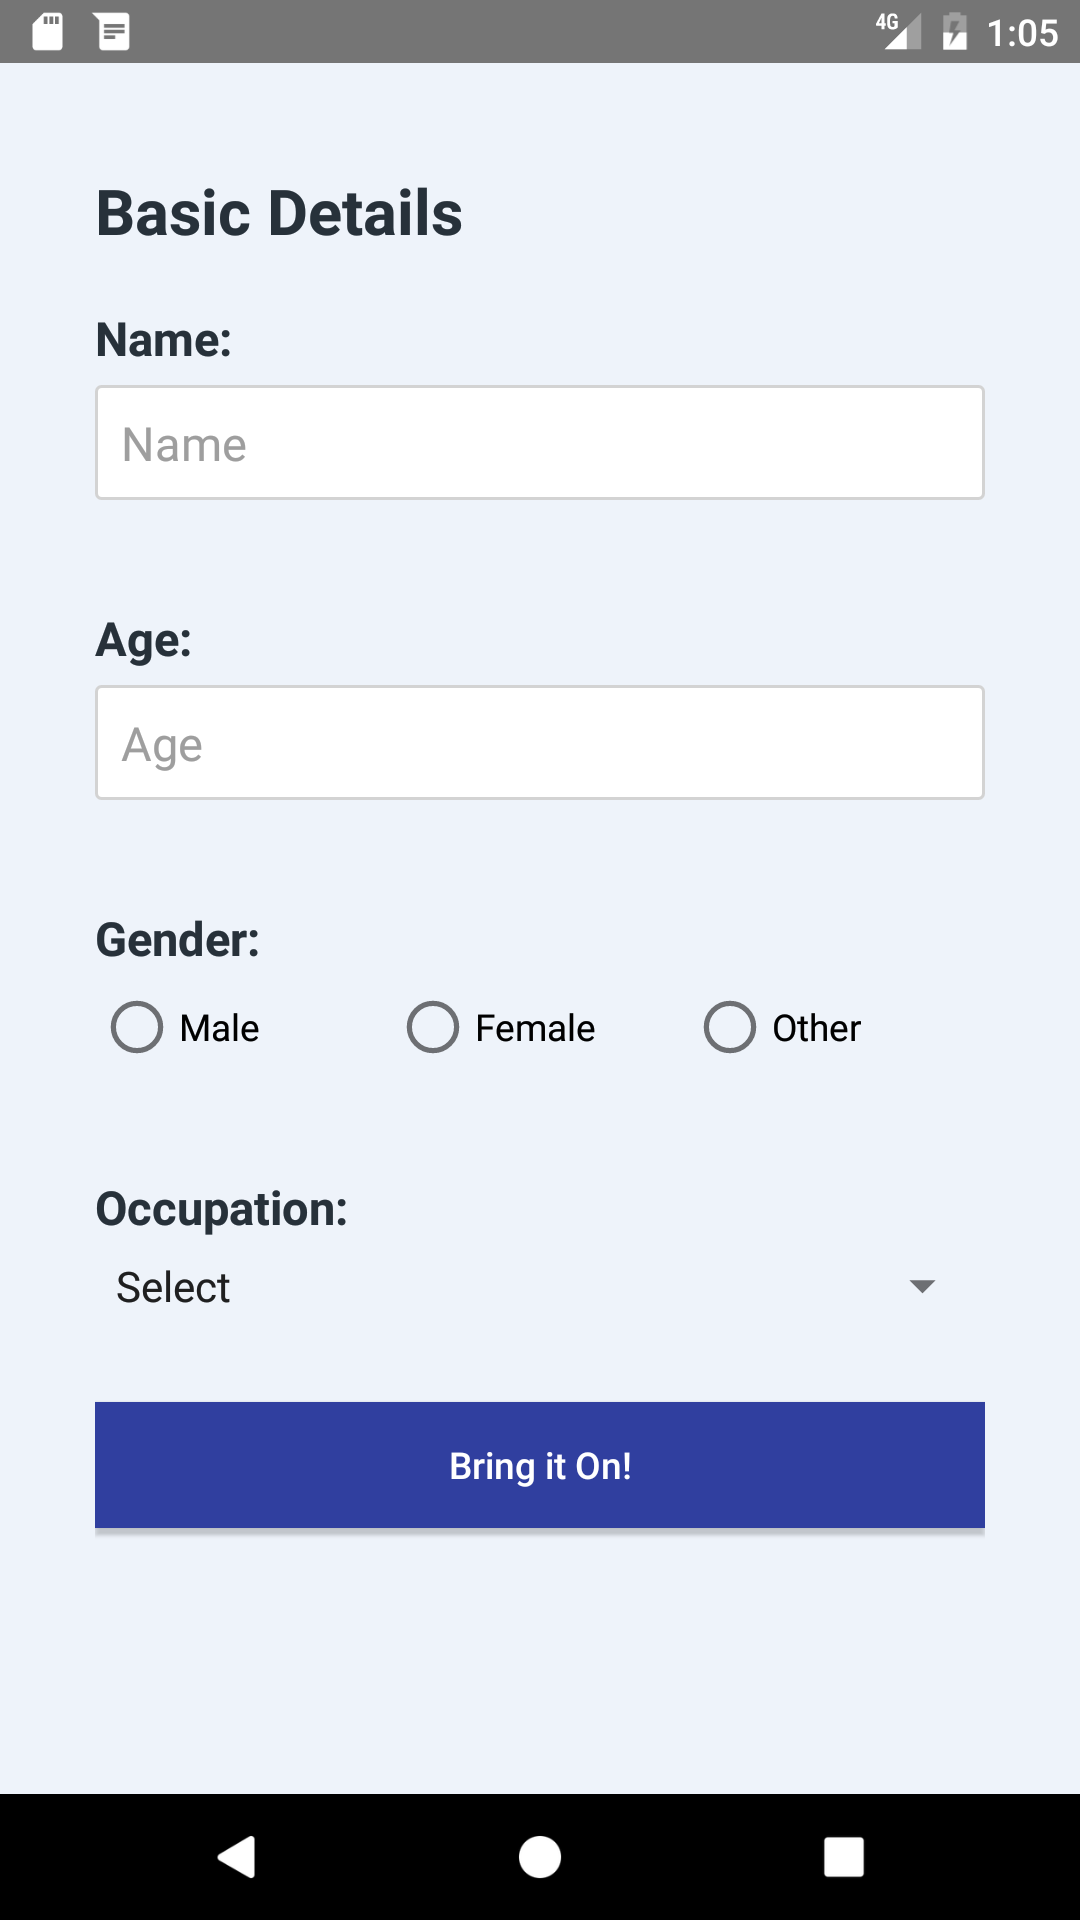 4G 1:05
Basic Details
Name:
Name
Age:
Age
Gender:
Male Female Other
Occupation:
Select
Bring it On!